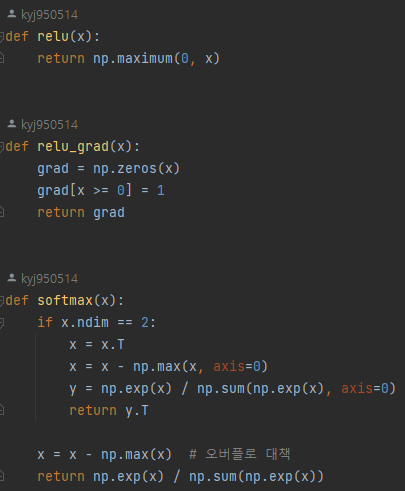 kyj950514
def relu(x):
    return np.maximum(0, x)
kyj950514
def relu_grad(x):
    grad = np.zeros(x)
    grad[x >= 0] = 1
    return grad
kyj950514
def softmax(x):
    if x.ndim == 2:
        x = x.T
        x = x - np.max(x, axis=0)
        y = np.exp(x) / np.sum(np.exp(x), axis=0)
        return y.T
    x = x - np.max(x)  # 오버플로 대책
    return np.exp(x) / np.sum(np.exp(x))